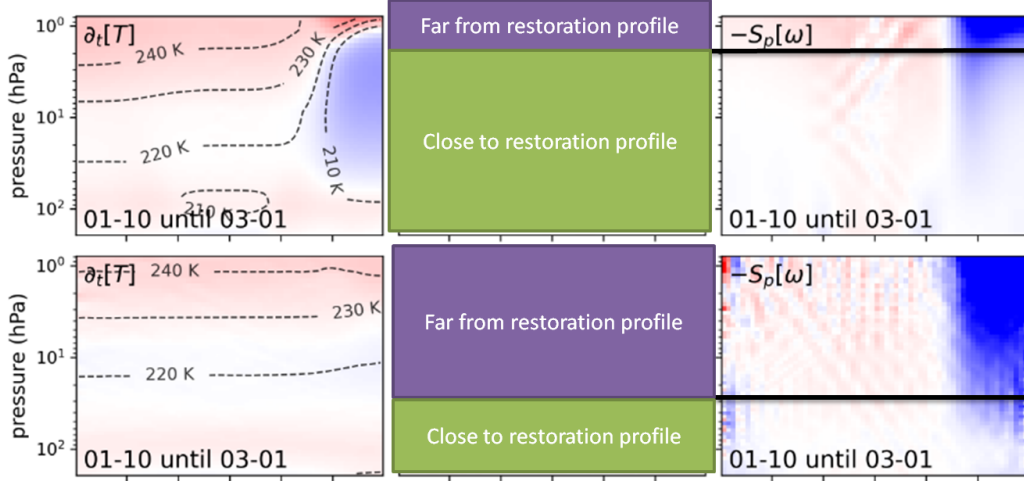 ∂ₜ[T]
10⁰
240 K
230 K
10¹
220 K
210 K
210 K
10²
pressure (hPa)
01-10 until 03-01
Far from restoration profile
Close to restoration profile
−Sₚ[ω]
01-10 until 03-01
∂ₜ[T]
10⁰
240 K
230 K
10¹
220 K
10²
pressure (hPa)
01-10 until 03-01
Far from restoration profile
Close to restoration profile
−Sₚ[ω]
01-10 until 03-01